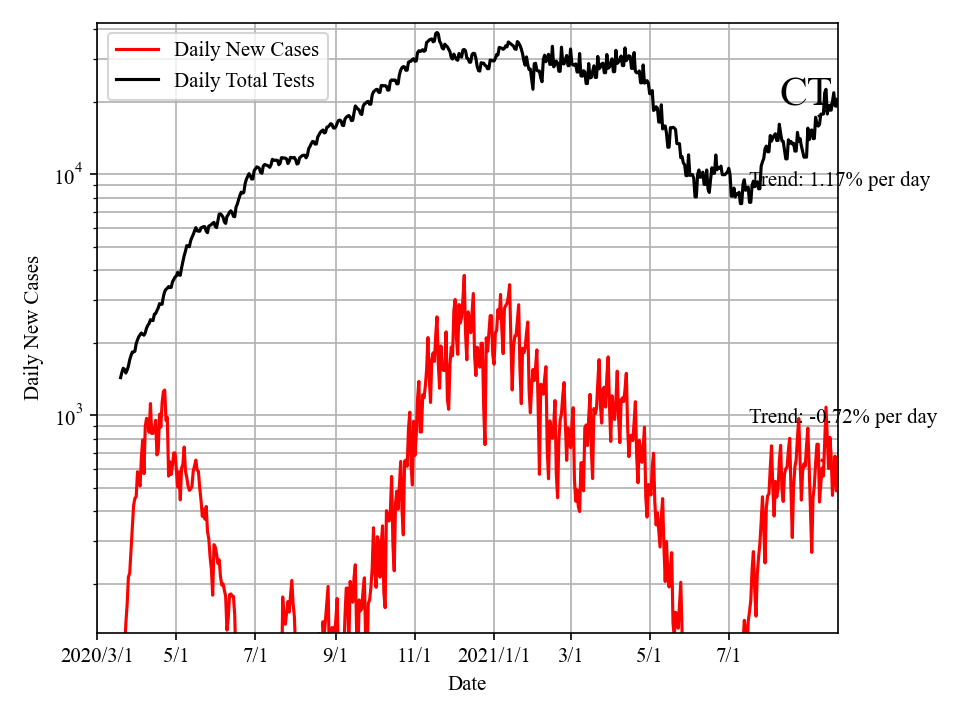 Daily New Cases
Daily Total Tests
CT
10^4
Trend: 1.17% per day
Daily New Cases
10^3
Trend: -0.72% per day
2020/3/1 5/1 7/1 9/1 11/1 2021/1/1 3/1 5/1 7/1
Date